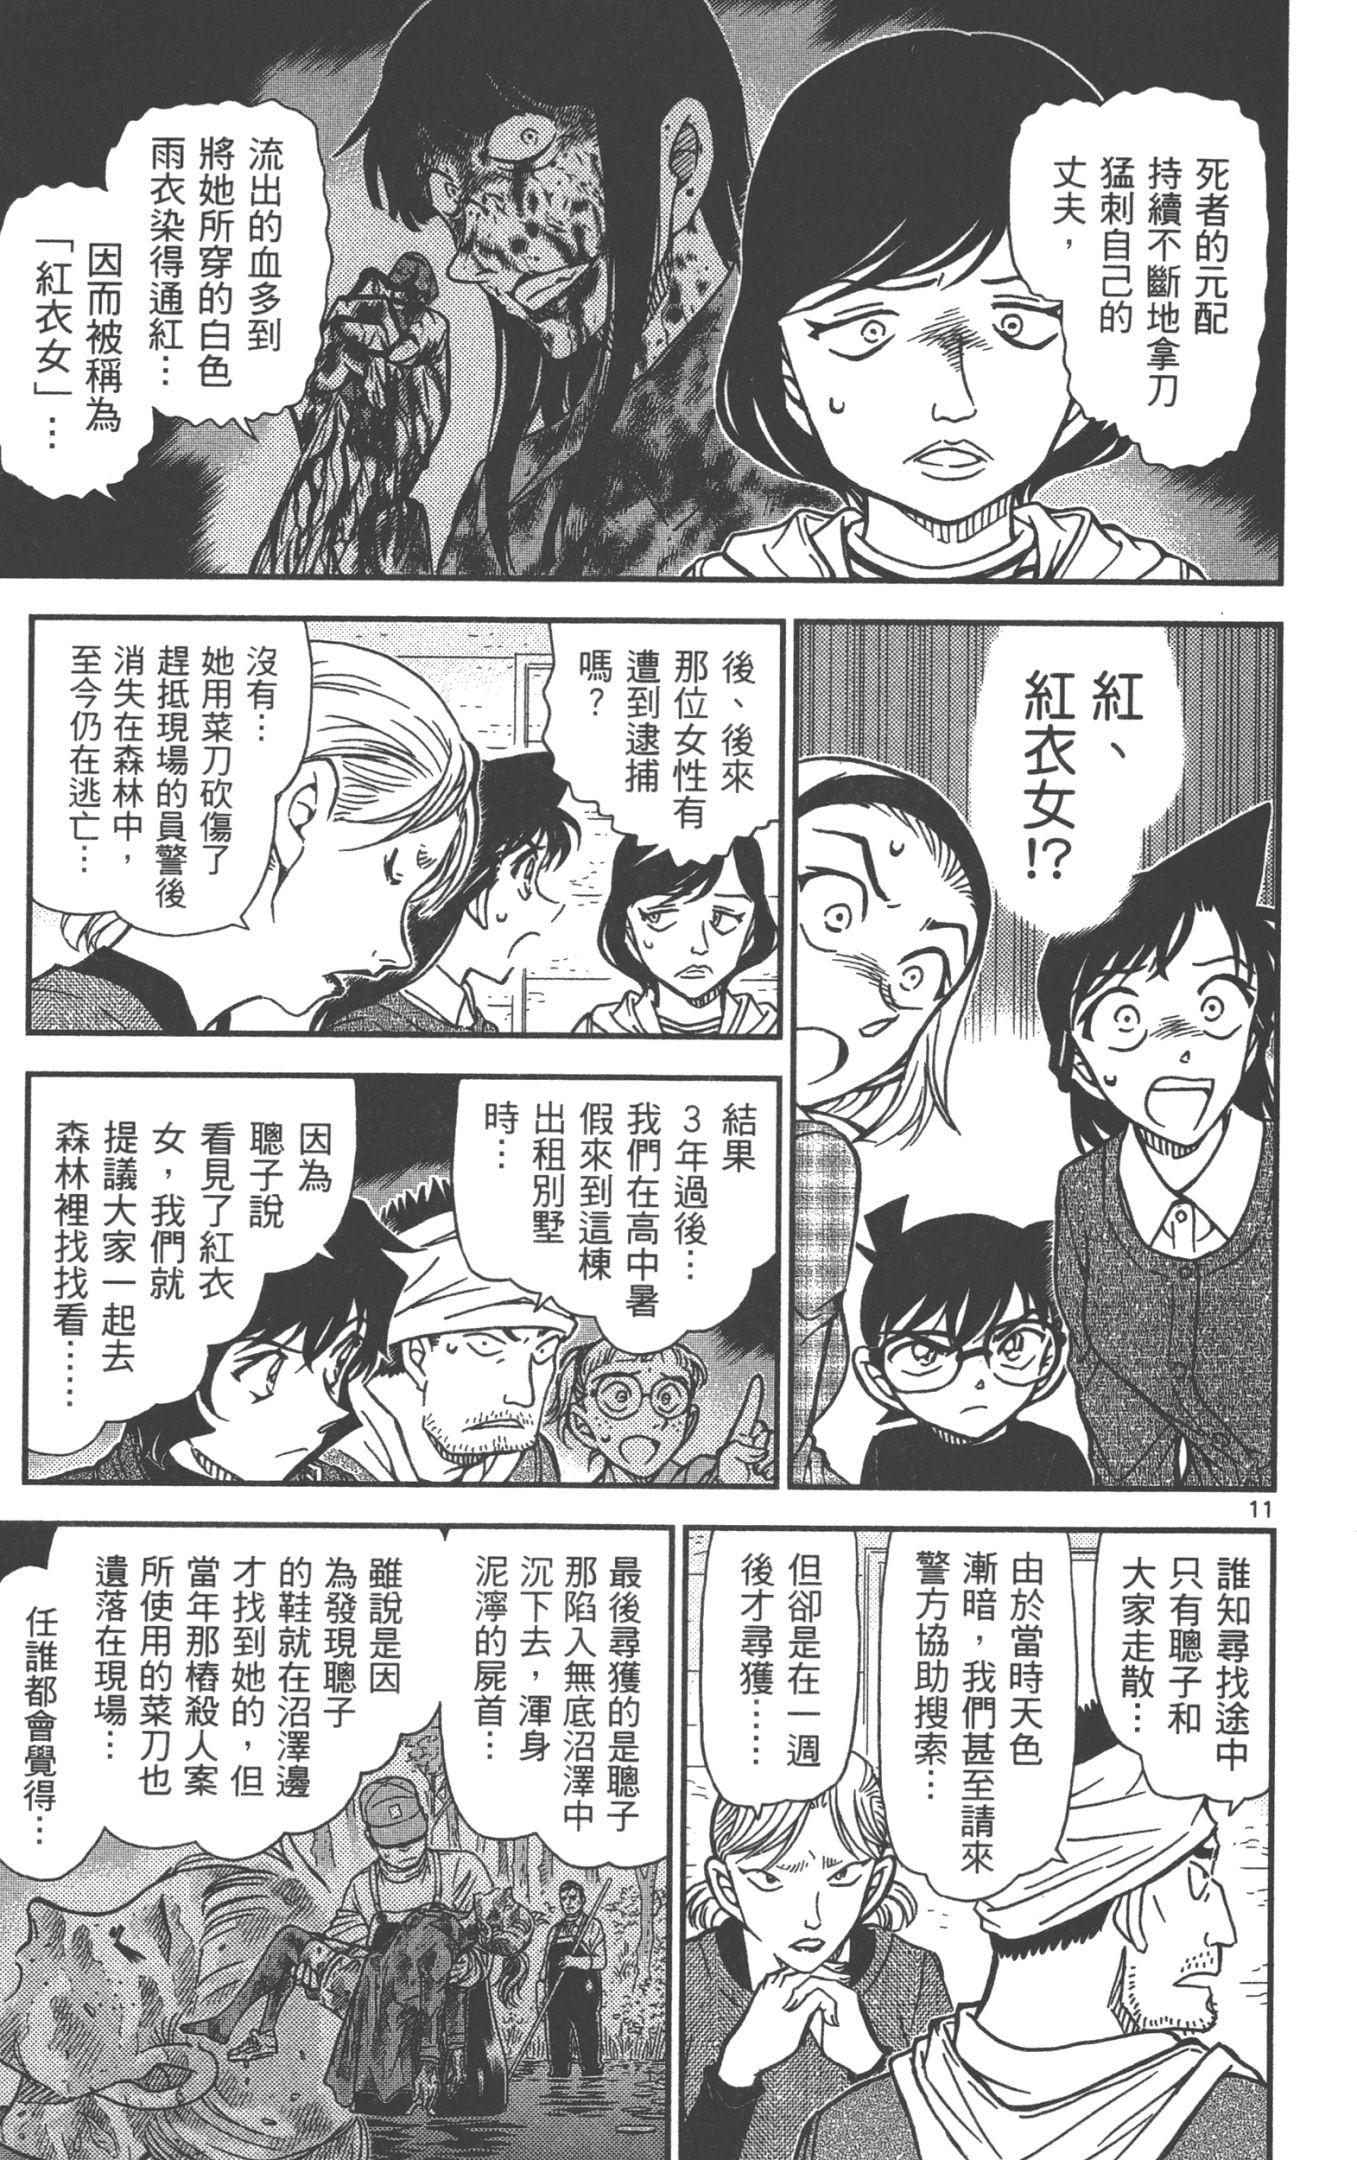 死者的元配
持續不斷地拿刀
猛刺自己的
丈夫，
流出的血多到
將她所穿的白色
雨衣染得通紅…
因而被稱為
「紅衣女」…
紅、
紅衣女!?
後、後來
那位女性有
遭到逮捕
嗎？
沒有…
她用菜刀砍傷了
趕抵現場的員警後
消失在森林中，
至今仍在逃亡…
結果
3年過後…
我們在高中暑
假來到這棟
出租別墅
時…
因為
聰子說
看見了紅衣
女，我們就
提議大家一起去
森林裡找找看……
11
誰知尋找途中
只有聰子和
大家走散…
由於當時天色
漸暗，我們甚至請來
警方協助搜索…
但卻是在一週
後才尋獲……
最後尋獲的是聰子
那陷入無底沼澤中
沉下去，渾身
泥濘的屍首…
雖說是因
為發現聰子
的鞋就在沼澤邊
才找到她的，但
當年那樁殺人案
所使用的菜刀也
遺落在現場…
任誰都會覺得…